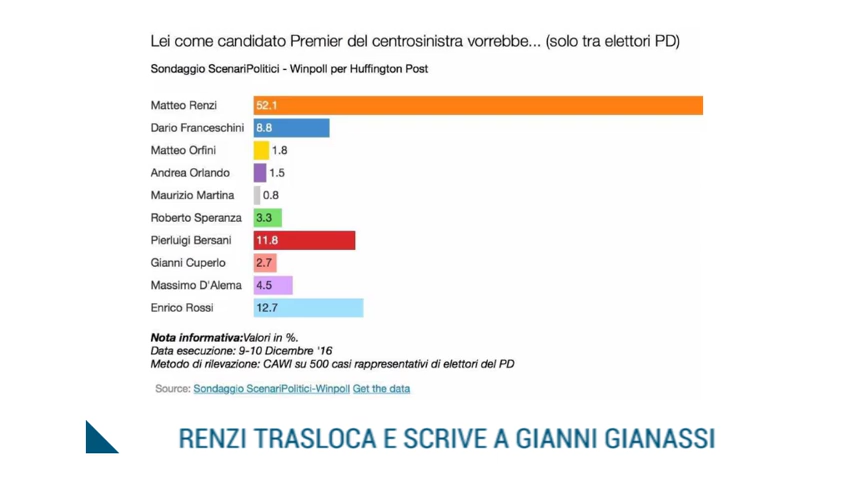 Lei come candidato Premier del centrosinistra vorrebbe... (solo tra elettori PD)
Sondaggio ScenariPolitici - Winpoll per Huffington Post
Matteo Renzi 52.1
Dario Franceschini 8.8
Matteo Orfini 1.8
Andrea Orlando 1.5
Maurizio Martina 0.8
Roberto Speranza 3.3
Pierluigi Bersani 11.8
Gianni Cuperlo 2.7
Massimo D'Alema 4.5
Enrico Rossi 12.7
Nota informativa:Valori in %.
Data esecuzione: 9-10 Dicembre '16
Metodo di rilevazione: CAWI su 500 casi rappresentativi di elettori del PD
Source: Sondaggio ScenariPolitici-Winpoll Get the data
RENZI TRASLOCA E SCRIVE A GIANNI GIANASSI